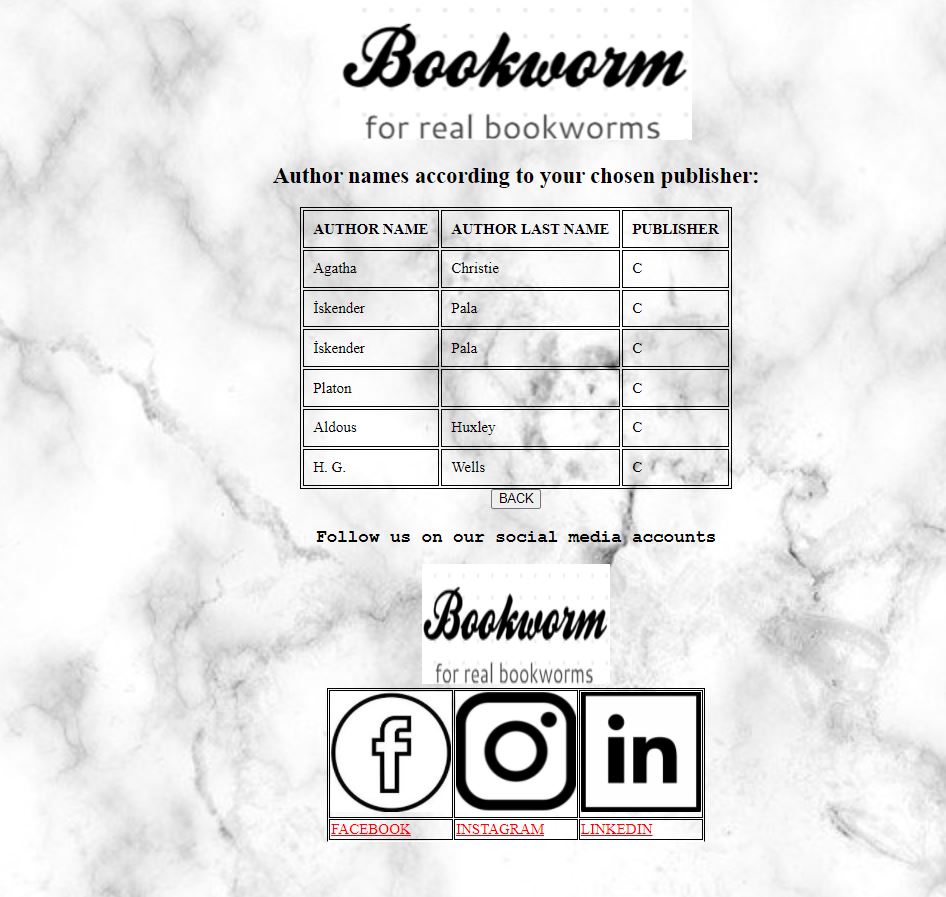 Bookworm
for real bookworms
Author names according to your chosen publisher:
AUTHOR NAME AUTHOR LAST NAME PUBLISHER
Agatha Christie C
İskender Pala C
İskender Pala C
Platon C
Aldous Huxley C
H. G. Wells C
BACK
Follow us on our social media accounts
Bookworm
for real bookworms
f in
FACEBOOK INSTAGRAM LINKEDIN